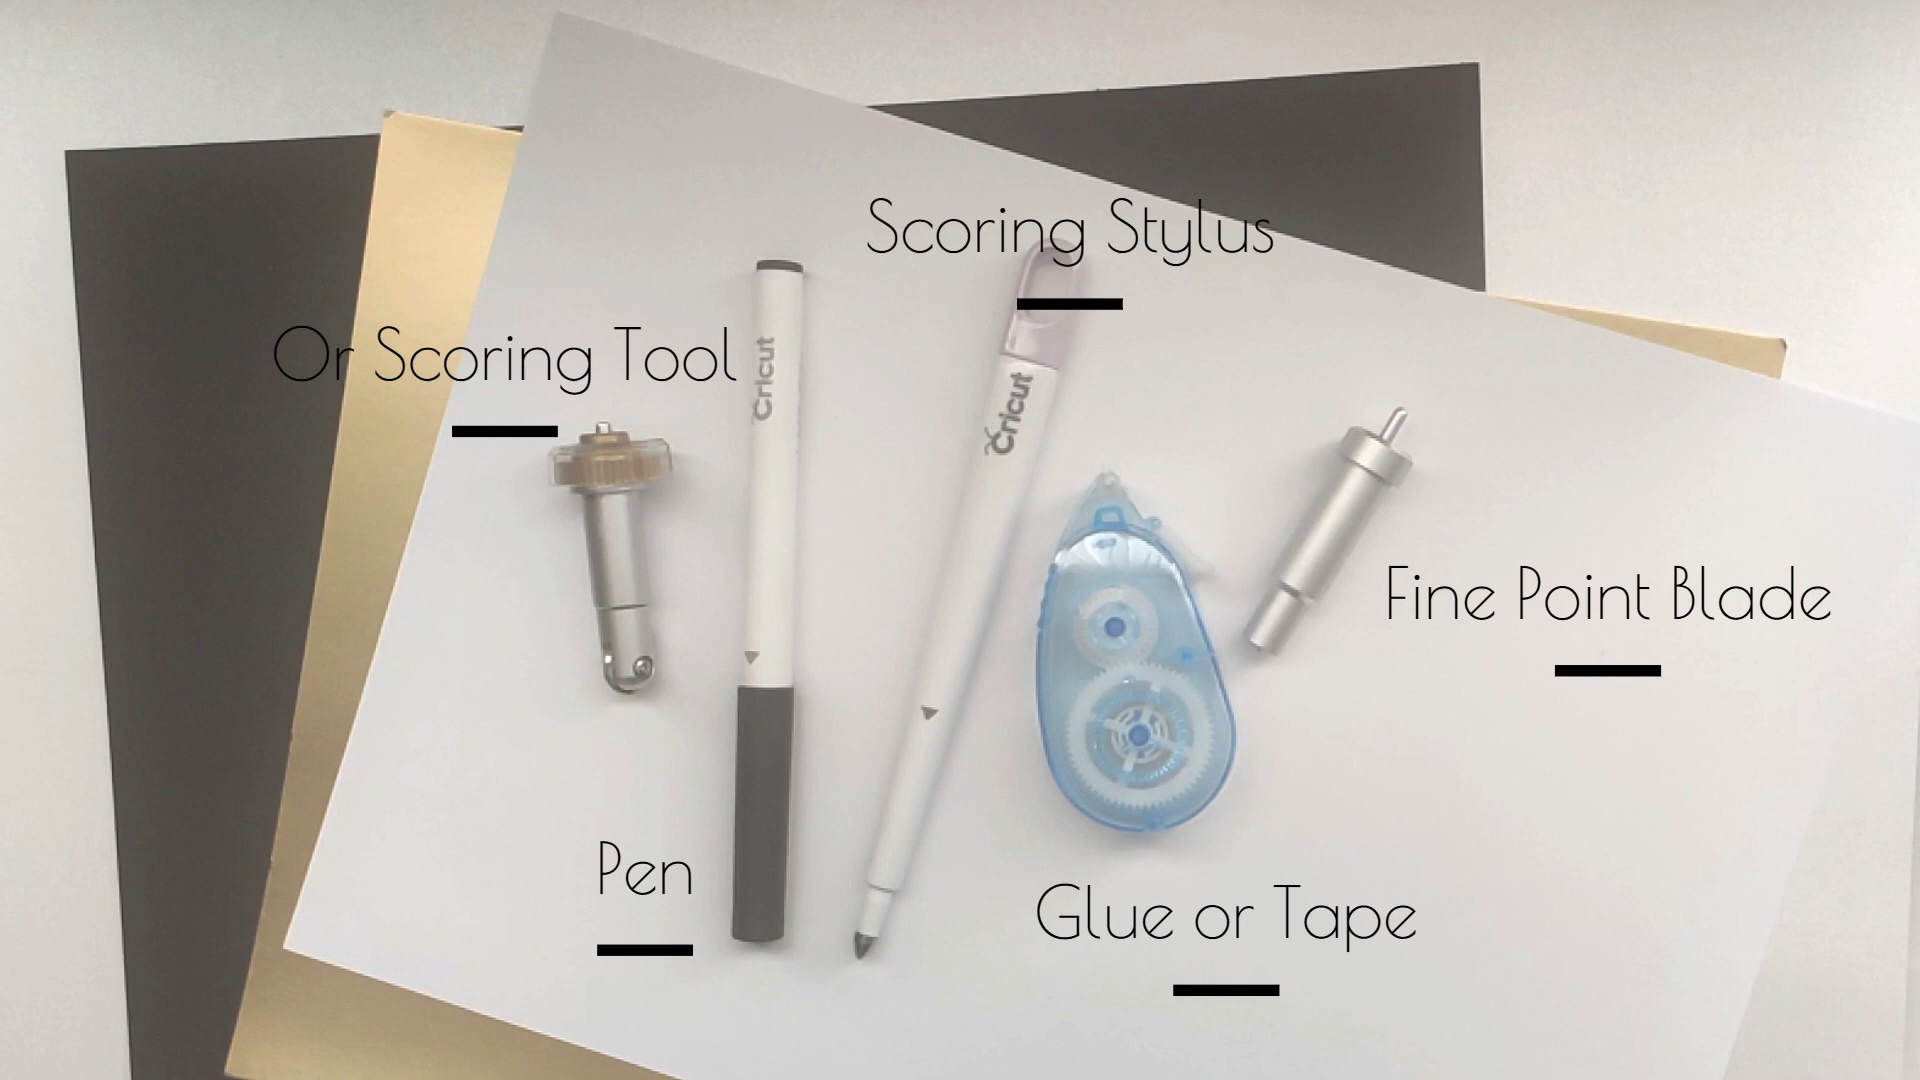 Scoring Stylus
Or Scoring Tool
Cricut
Cricut
Fine Point Blade
Pen
Glue or Tape